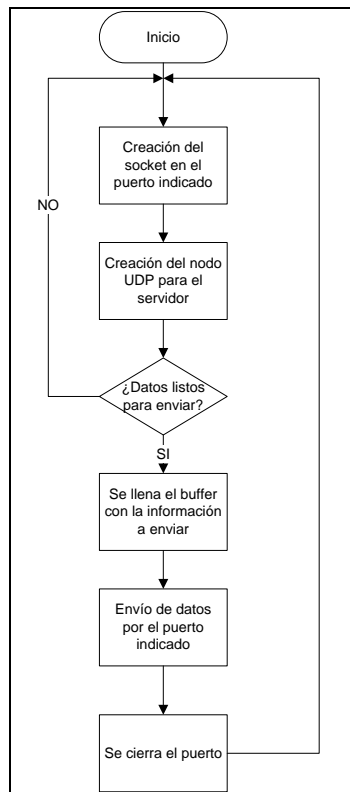 Inicio
Creación del
socket en el
puerto indicado
NO
Creación del nodo
UDP para el
servidor
¿Datos listos
para enviar?
SI
Se llena el buffer
con la información
a enviar
Envío de datos
por el puerto
indicado
Se cierra el puerto